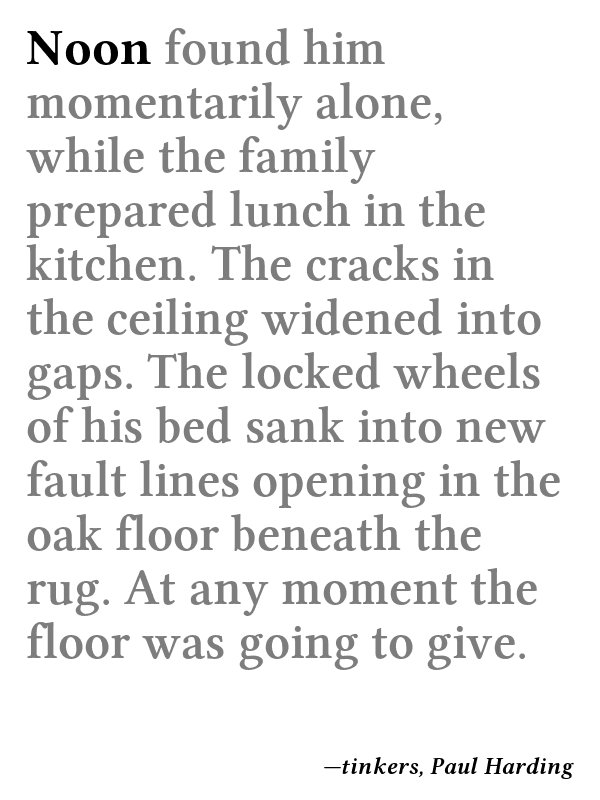 Noon found him
momentarily alone,
while the family
prepared lunch in the
kitchen. The cracks in
the ceiling widened into
gaps. The locked wheels
of his bed sank into new
fault lines opening in the
oak floor beneath the
rug. At any moment the
floor was going to give.
—tinkers, Paul Harding